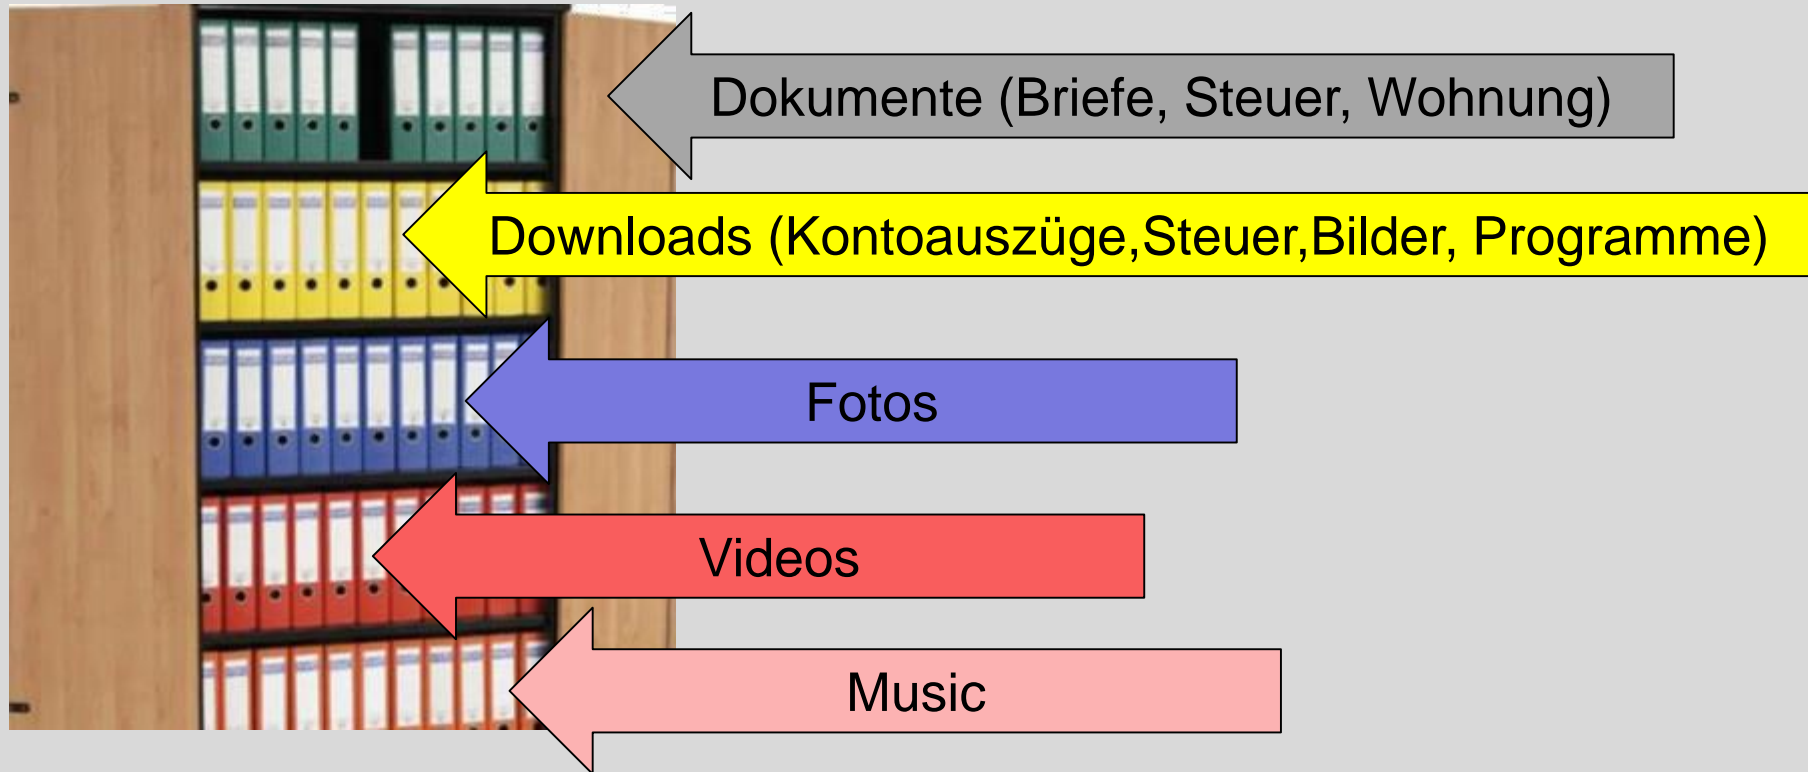 Dokumente (Briefe, Steuer, Wohnung)
Downloads (Kontoauszüge,Steuer,Bilder, Programme)
Fotos
Videos
Music